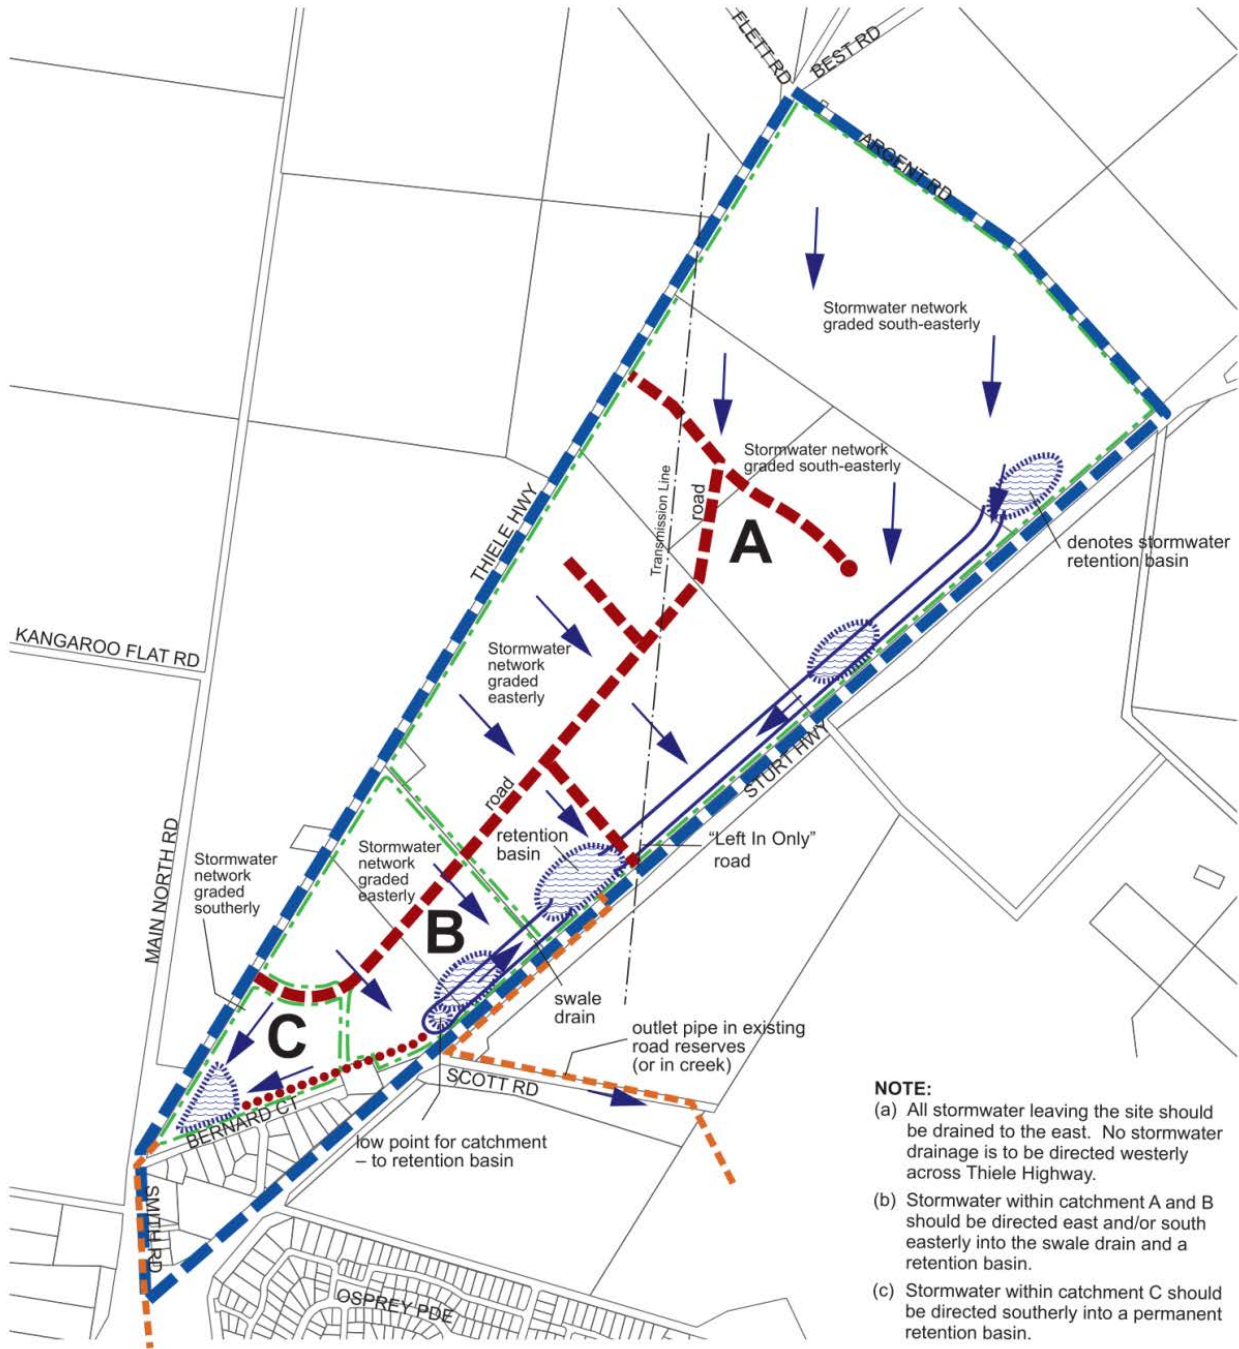 FLETT RD
BEST RD
ARGENT RD
Stormwater network
graded south-easterly
Stormwater network
graded south-easterly
Transmission Line
road
A
THIELE HWY
denotes stormwater
retention basin
KANGAROO FLAT RD
Stormwater
network
graded
easterly
STURT HWY
road
MAIN NORTH RD
retention
basin
"Left In Only"
road
Stormwater
network
graded
easterly
Stormwater
network
graded
southerly
B
swale
drain
C
outlet pipe in existing
road reserves
(or in creek)
SCOTT RD
BERNARD CT
low point for catchment
– to retention basin
SMITH RD
OSPREY PDE
NOTE:
(a) All stormwater leaving the site should
be drained to the east. No stormwater
drainage is to be directed westerly
across Thiele Highway.
(b) Stormwater within catchment A and B
should be directed east and/or south
easterly into the swale drain and a
retention basin.
(c) Stormwater within catchment C should
be directed southerly into a permanent
retention basin.